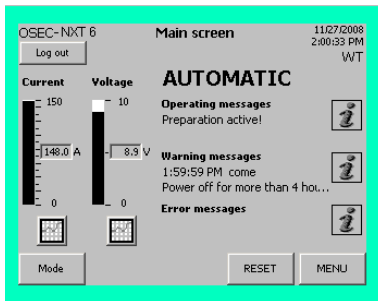 OSEC-NXT 6
Main screen
11/27/2008
2:00:33 PM
Log out
WT
Current
Voltage
AUTOMATIC
150
10
Operating messages
Preparation active!
148.0 A
8.9 V
Warning messages
1:59:59 PM come
Power off for more than 4 hou...
0
0
Error messages
Mode
RESET
MENU